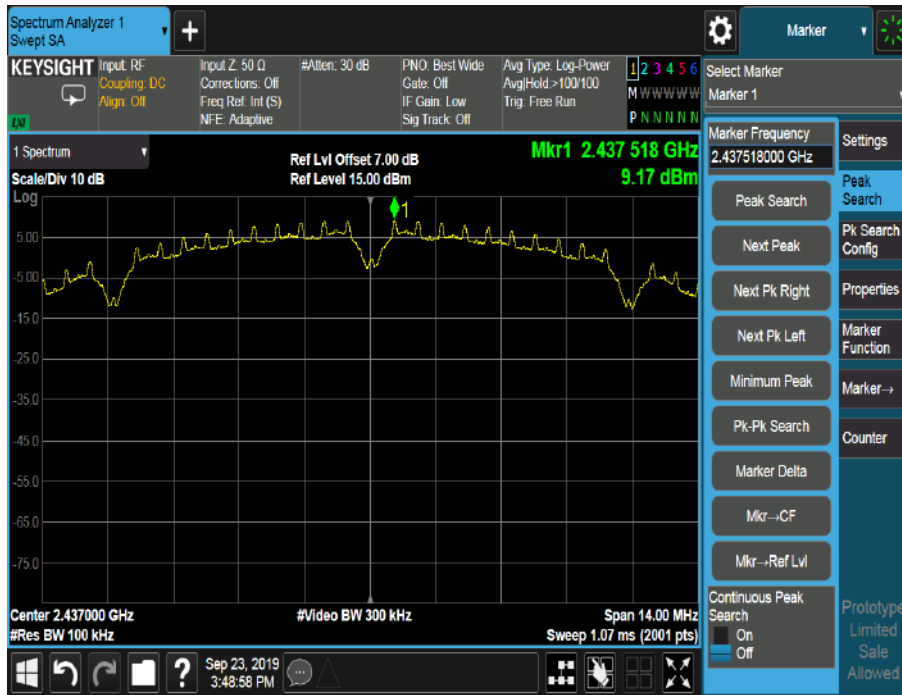 Spectrum Analyzer 1
Swept SA
+
Marker
KEYSIGHT
Input: RF
Coupling: DC
Align: Off
Input Z: 50 Ω
Corrections: Off
Freq Ref: Int (S)
NFE: Adaptive
#Atten: 30 dB
PNO: Best Wide
Gate: Off
IF Gain: Low
Sig Track: Off
Avg Type: Log-Power
Avg|Hold:>100/100
Trig: Free Run
1 2 3 4 5 6
M W W W W W
P N N N N N
LXI
Select Marker
Marker 1
1 Spectrum
Scale/Div 10 dB
Log
Ref Lvl Offset 7.00 dB
Ref Level 15.00 dBm
Mkr1 2.437 518 GHz
9.17 dBm
1
5.00
-5.00
-15.0
-25.0
-35.0
-45.0
-55.0
-65.0
-75.0
Center 2.437000 GHz
#Res BW 100 kHz
#Video BW 300 kHz
Span 14.00 MHz
Sweep 1.07 ms (2001 pts)
Marker Frequency
2.437518000 GHz
Peak Search
Next Peak
Next Pk Right
Next Pk Left
Minimum Peak
Pk-Pk Search
Marker Delta
Mkr→CF
Mkr→Ref Lvl
Continuous Peak
Search
On
Off
Settings
Peak
Search
Pk Search
Config
Properties
Marker
Function
Marker→
Counter
Prototype
Limited
Sale
Allowed
?
Sep 23, 2019
3:48:58 PM